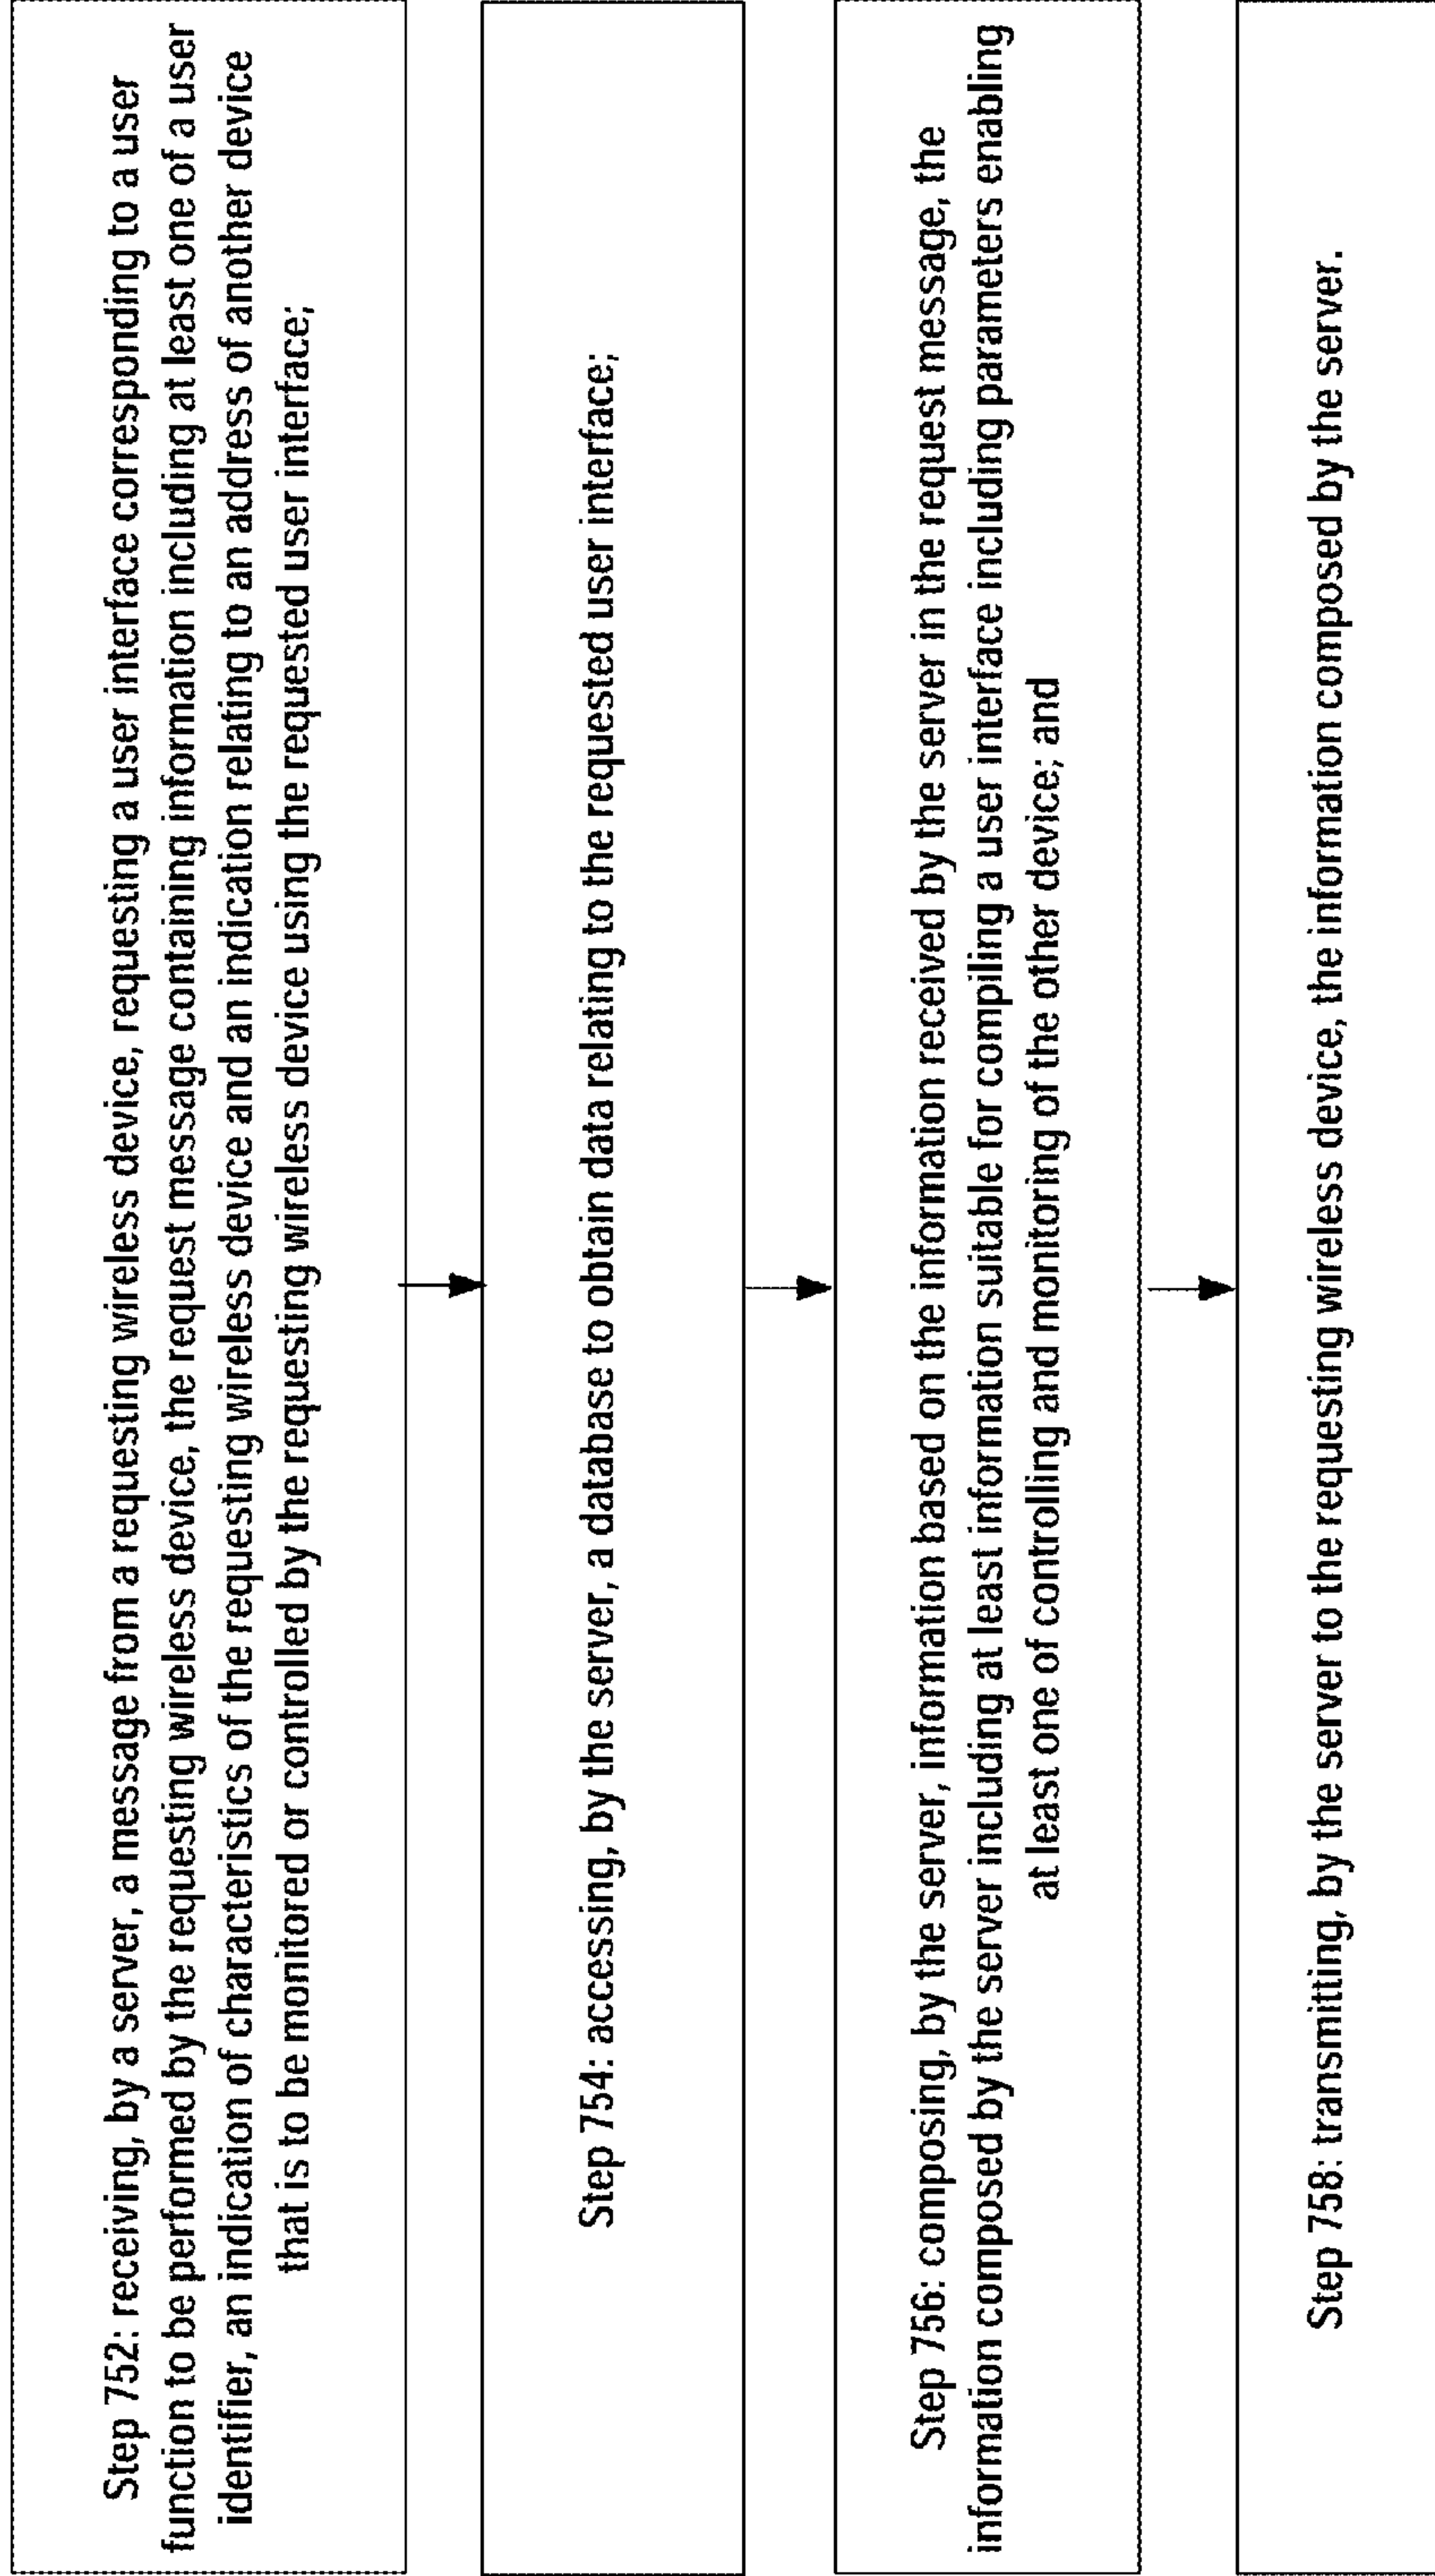 Step 752: receiving, by a server, a message from a requesting wireless device, requesting a user interface corresponding to a user
function to be performed by the requesting wireless device, the request message containing information including at least one of a user
identifier, an indication of characteristics of the requesting wireless device and an indication relating to an address of another device
that is to be monitored or controlled by the requesting wireless device using the requested user interface;
Step 754: accessing, by the server, a database to obtain data relating to the requested user interface;
Step 756: composing, by the server, information based on the information received by the server in the request message, the
information composed by the server including at least information suitable for compiling a user interface including parameters enabling
at least one of controlling and monitoring of the other device; and
Step 758: transmitting, by the server to the requesting wireless device, the information composed by the server.